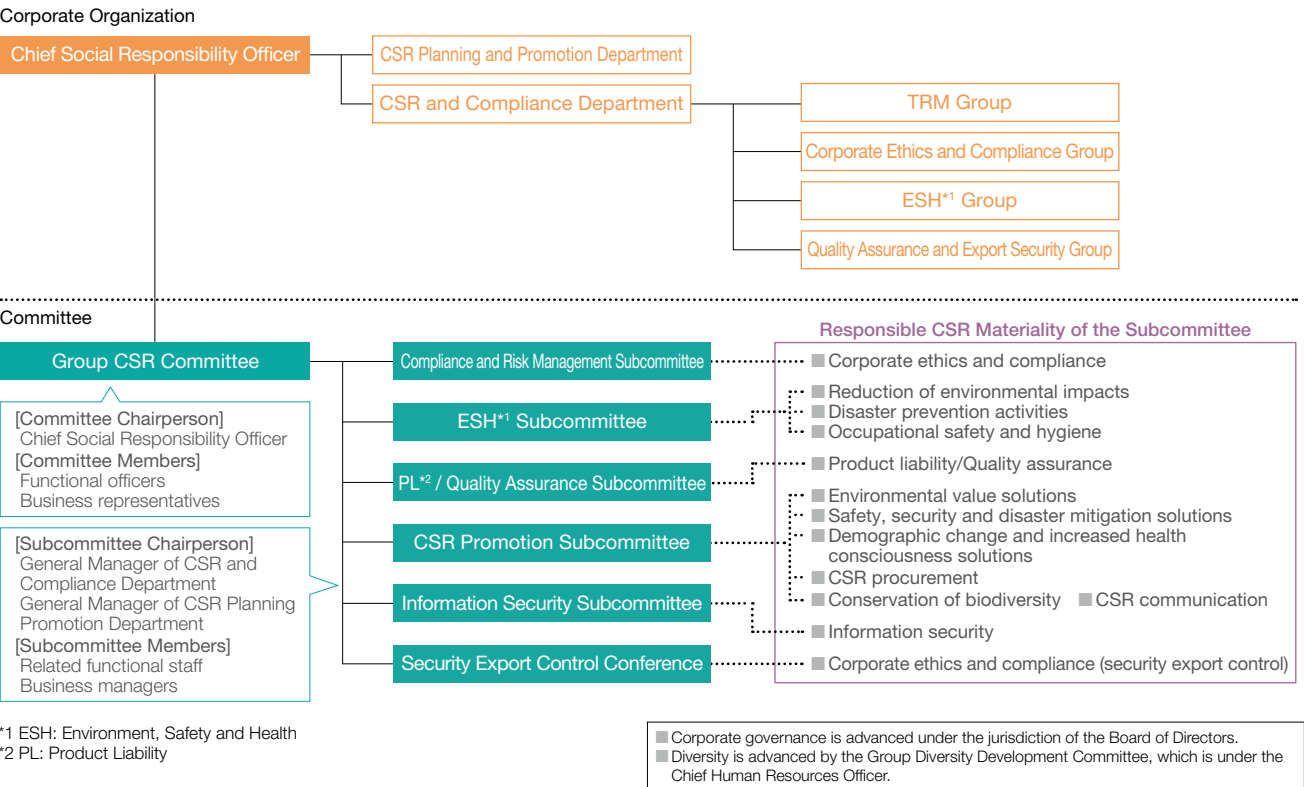 Corporate Organization
Chief Social Responsibility Officer
CSR Planning and Promotion Department
CSR and Compliance Department
TRM Group
Corporate Ethics and Compliance Group
ESH*1 Group
Quality Assurance and Export Security Group
Committee
Group CSR Committee
[Committee Chairperson]
Chief Social Responsibility Officer
[Committee Members]
Functional officers
Business representatives
[Subcommittee Chairperson]
General Manager of CSR and
Compliance Department
General Manager of CSR Planning
Promotion Department
[Subcommittee Members]
Related functional staff
Business managers
Compliance and Risk Management Subcommittee
ESH*1 Subcommittee
PL*2 / Quality Assurance Subcommittee
CSR Promotion Subcommittee
Information Security Subcommittee
Security Export Control Conference
Responsible CSR Materiality of the Subcommittee
■ Corporate ethics and compliance
■ Reduction of environmental impacts
■ Disaster prevention activities
■ Occupational safety and hygiene
■ Product liability/Quality assurance
■ Environmental value solutions
■ Safety, security and disaster mitigation solutions
■ Demographic change and increased health
consciousness solutions
■ CSR procurement
■ Conservation of biodiversity ■ CSR communication
■ Information security
■ Corporate ethics and compliance (security export control)
*1 ESH: Environment, Safety and Health
*2 PL: Product Liability
■ Corporate governance is advanced under the jurisdiction of the Board of Directors.
■ Diversity is advanced by the Group Diversity Development Committee, which is under the
Chief Human Resources Officer.